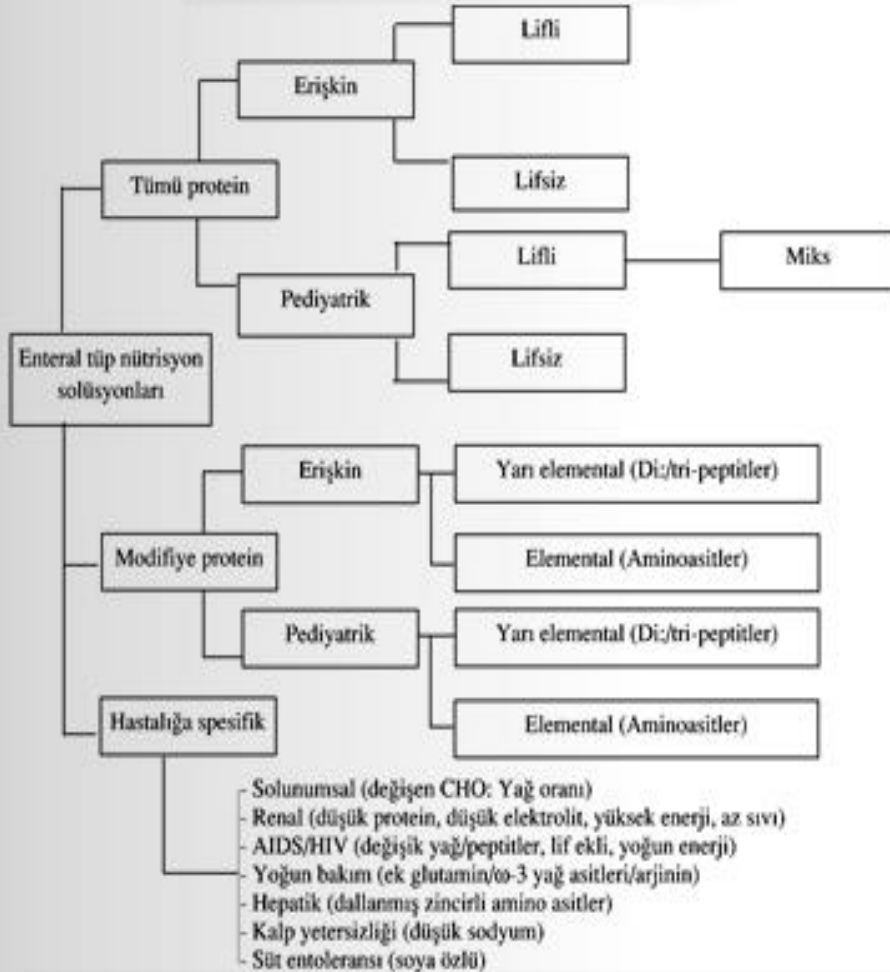 Lifli
Erişkin
Lifsiz
Tümü protein
Lifli
Miks
Pediyatrik
Lifsiz
Enteral tüp nütrisyon
solüsyonları
Erişkin
Yarı elemental (Di:/tri-peptitler)
Modifiye protein
Elemental (Aminoasitler)
Pediyatrik
Yarı elemental (Di:/tri-peptitler)
Hastalığa spesifik
Elemental (Aminoasitler)
- Solunumsal (değişen CHO: Yağ oranı)
- Renal (düşük protein, düşük elektrolit, yüksek enerji, az sıvı)
- AIDS/HIV (değişik yağ/peptitler, lif ekli, yoğun enerji)
- Yoğun bakım (ek glutamin/ω-3 yağ asitleri/arjinin)
- Hepatik (dallanmış zincirli amino asitler)
- Kalp yetersizliği (düşük sodyum)
- Süt entoleransı (soya özlü)